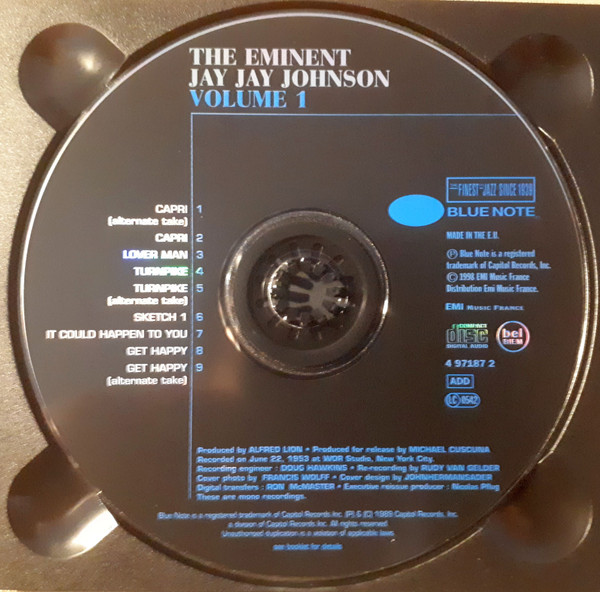 THE EMINENT
JAY JAY JOHNSON
VOLUME 1
CAPRI 1
(alternate take)
CAPRI 2
LOVER MAN 3
TURNPIKE 4
TURNPIKE 5
(alternate take)
SKETCH 1 6
IT COULD HAPPEN TO YOU 7
GET HAPPY 8
GET HAPPY 9
(alternate take)
FINEST JAZZ SINCE 1939
BLUE NOTE
MADE IN THE E.U.
Ⓟ Blue Note is a registered
trademark of Capitol Records, Inc.
© 1998 EMI Music France
Distribution Emi Music France.
EMI MUSIC FRANCE
COMPACT
DISC
DIGITAL AUDIO
bel
BIEM
4 97187 2
ADD
LC 0542
Produced by ALFRED LION • Produced for release by MICHAEL CUSCUNA
Recorded on June 22, 1953 at WOR Studio, New York City.
Recording engineer : DOUG HAWKINS • Re-recording by RUDY VAN GELDER
Cover photo by FRANCIS WOLFF • Cover design by JOHNHERMANSADER
Digital transfers : RON McMASTER • Executive reissue producer : Nicolas Pflug
These are mono recordings.
Blue Note is a registered trademark of Capitol Records Inc. (P) & (C) 1989 Capitol Records, Inc.
a division of Capitol Records Inc. All rights reserved.
Unauthorized duplication is a violation of applicable laws.
see booklet for details